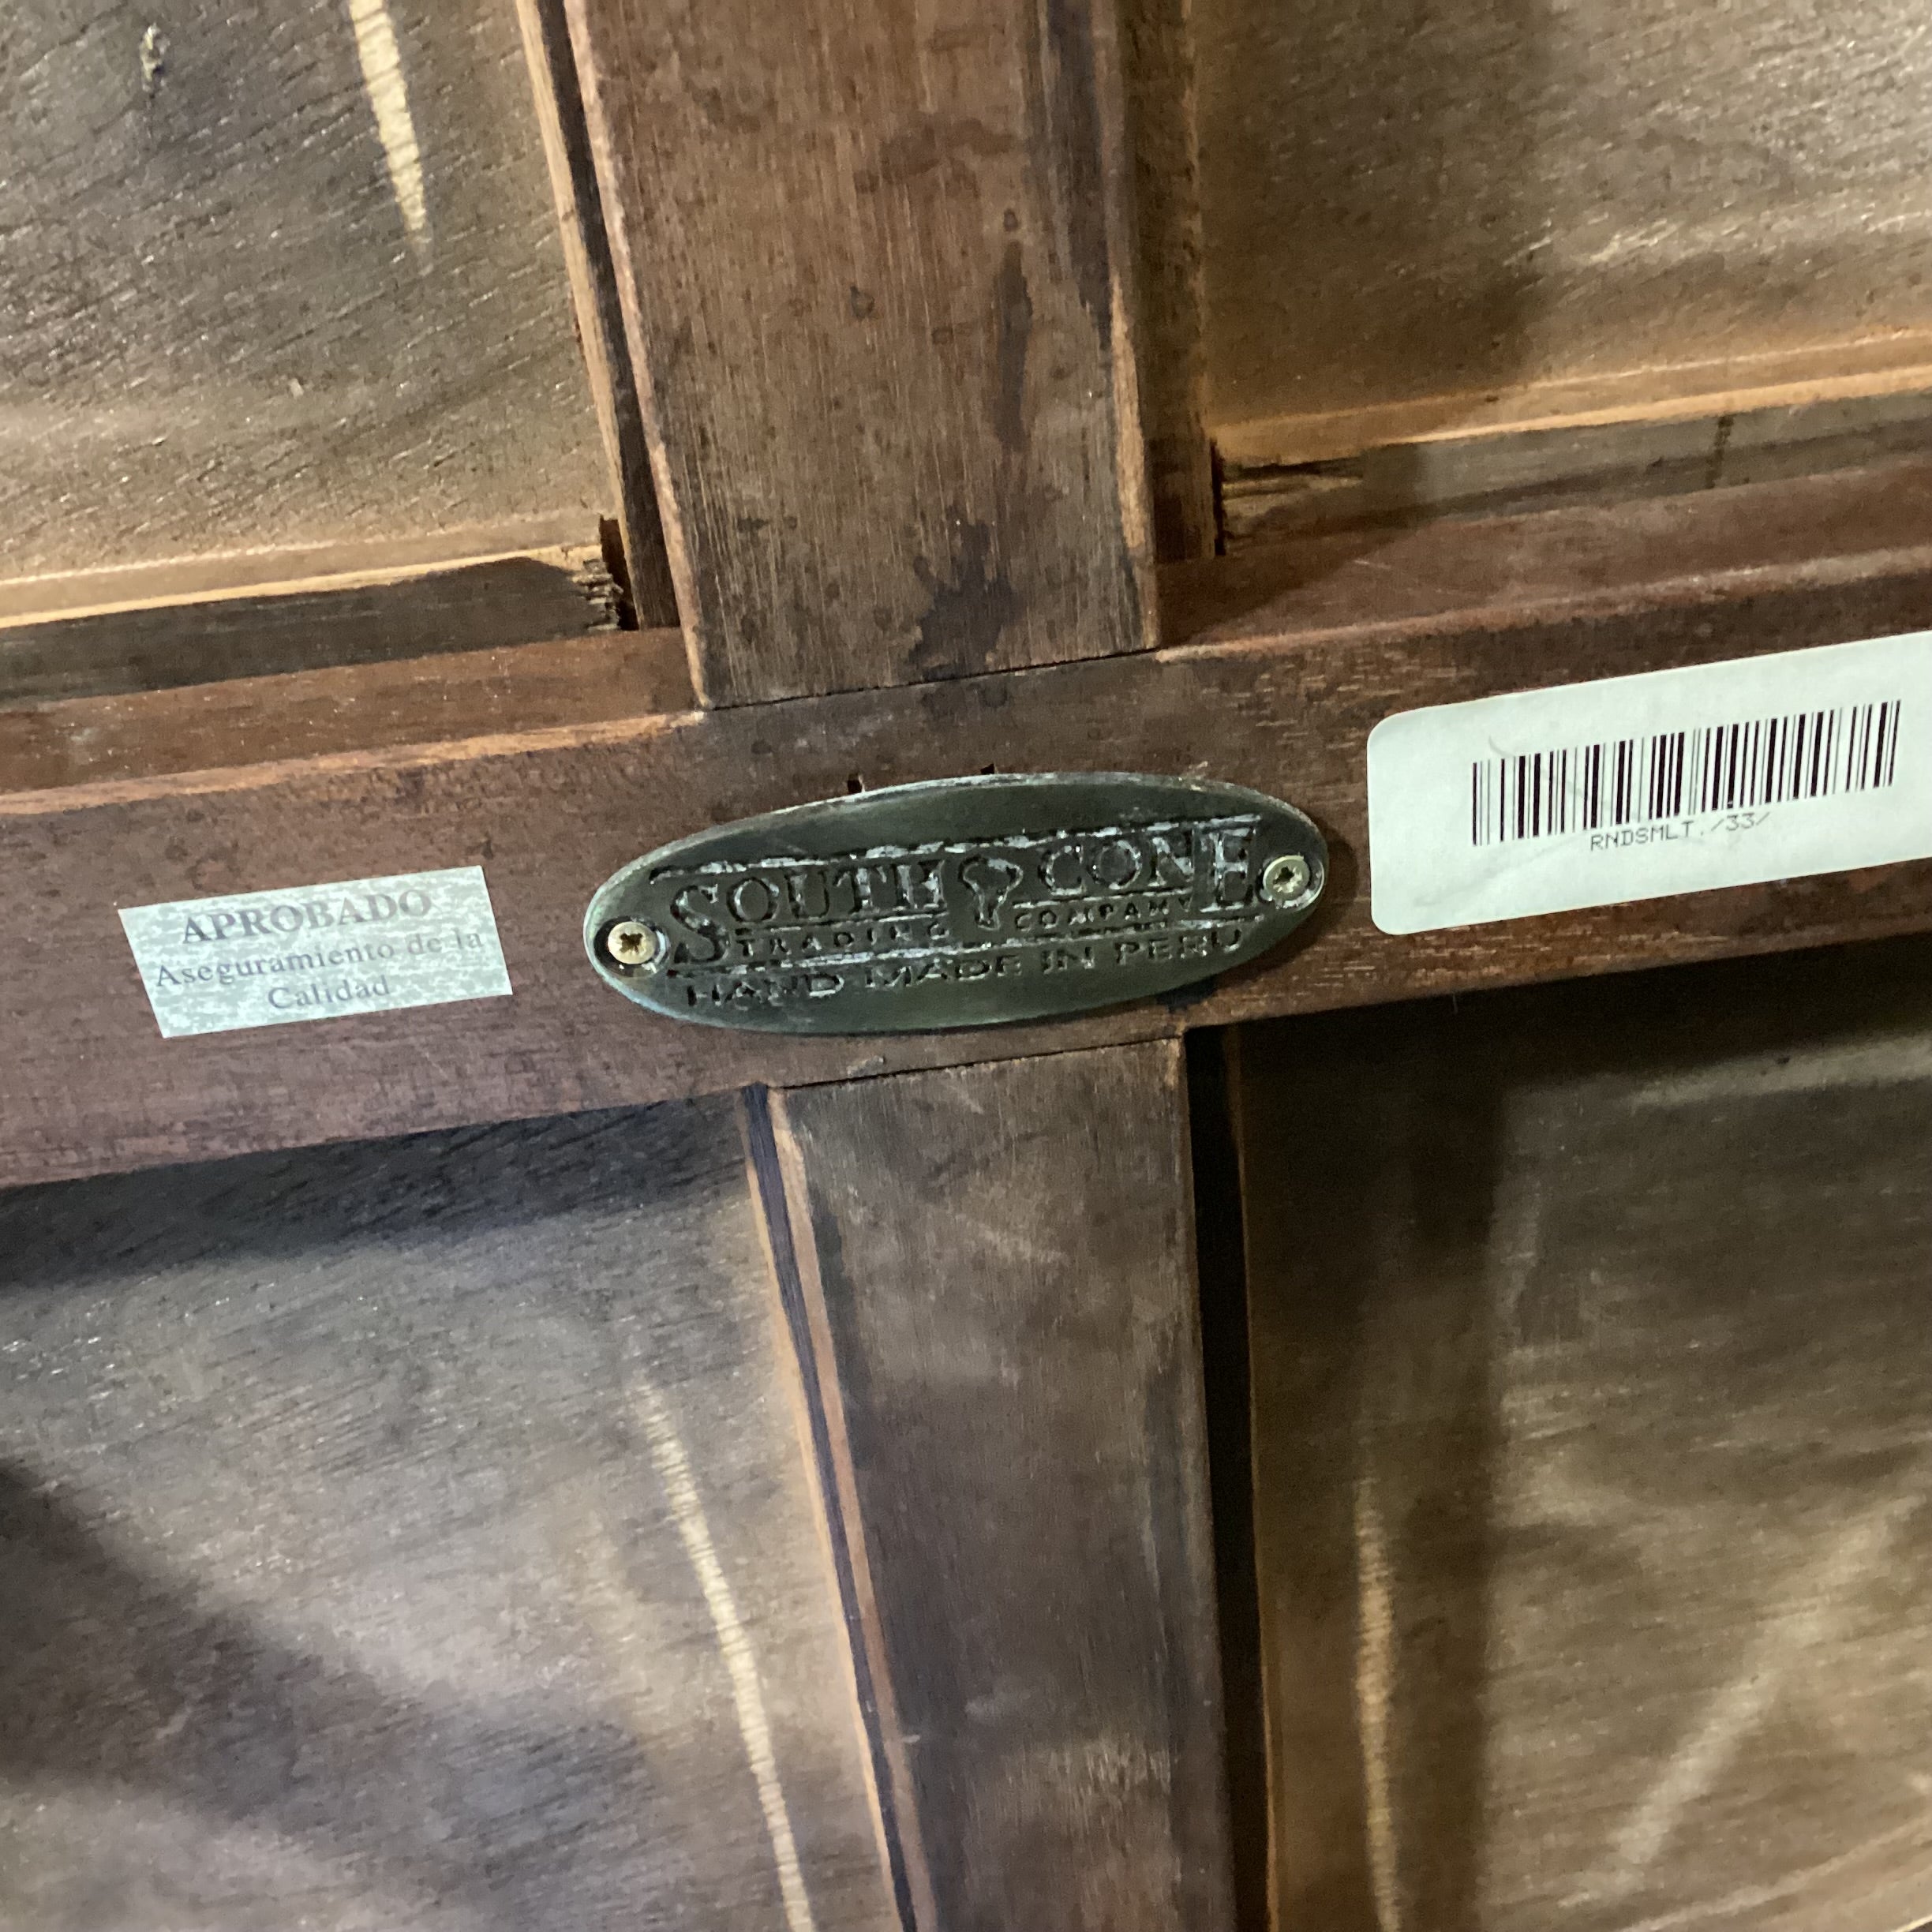 APROBADO
Aseguramiento de la
Calidad
SOUTH CONE
TRADING COMPANY
HAND MADE IN PERU
RNDSMLT./33/